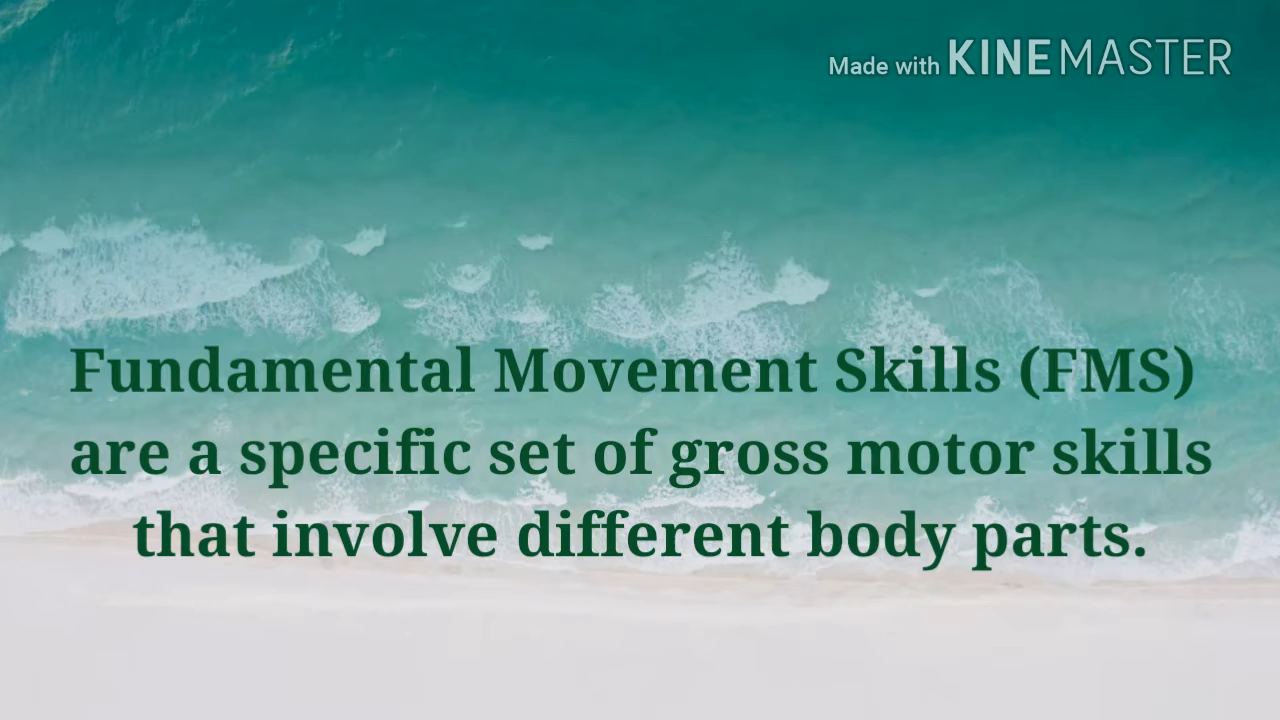 Made with KINEMASTER
Fundamental Movement Skills (FMS)
are a specific set of gross motor skills
that involve different body parts.